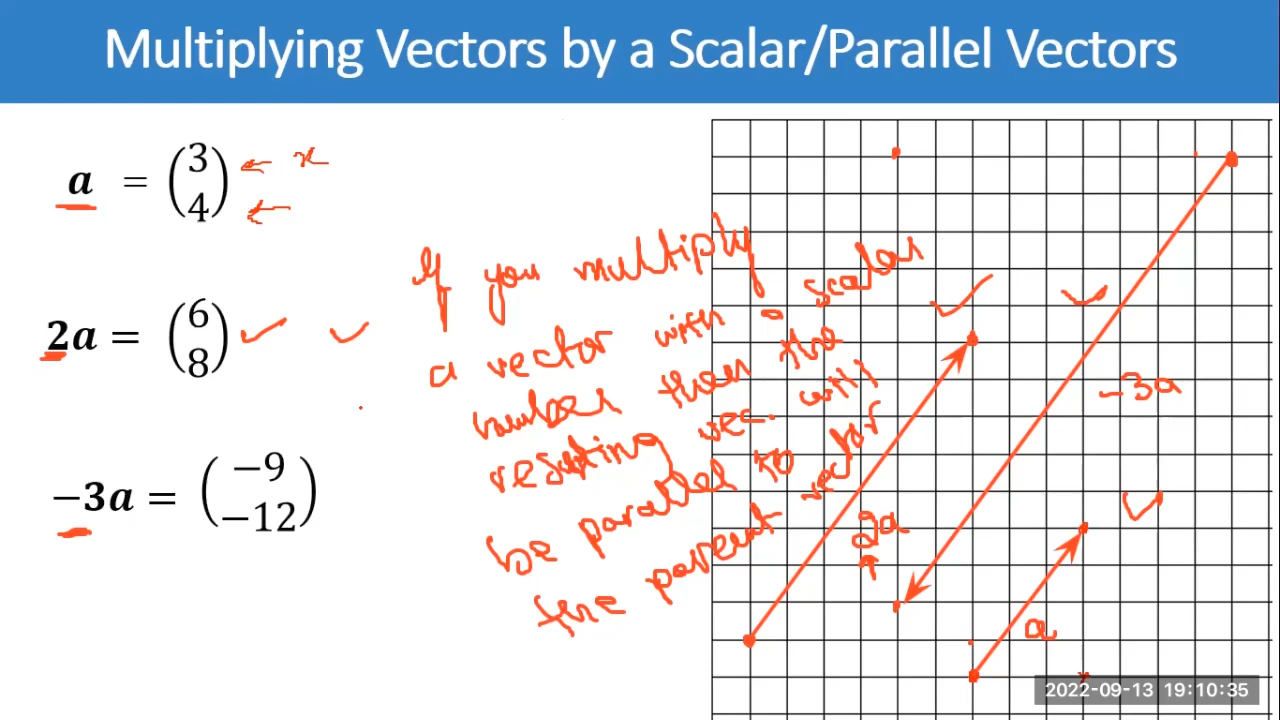 Multiplying Vectors by a Scalar/Parallel Vectors
a = (3 4) ← x
←
2a = (6 8)
−3a = (−9 −12)
If you multiply
a vector with a scalar
number then the
resulting vec. will
be parallel to
the parent vector
2a
-3a
a
2022-09-13 19:10:35